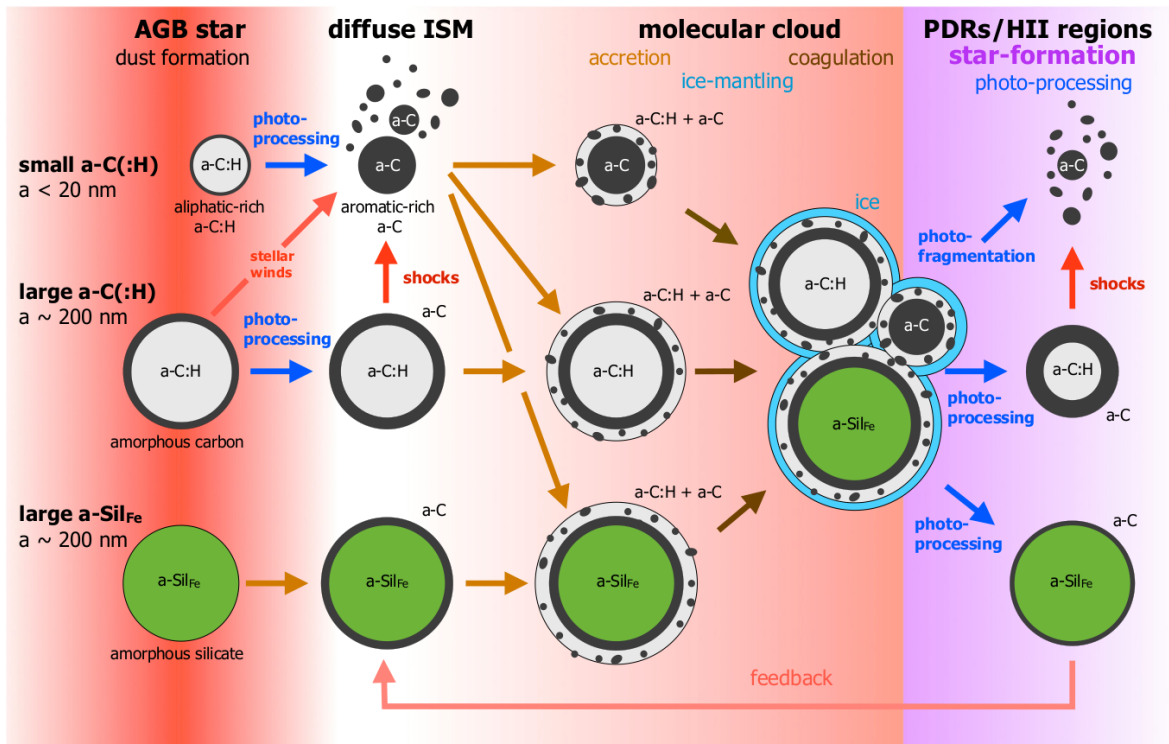 AGB star
dust formation
diffuse ISM
molecular cloud
accretion
coagulation
ice-mantling
PDRs/HII regions
star-formation
photo-processing
small a-C(:H)
a < 20 nm
a-C:H
aliphatic-rich
a-C:H
photo-
processing
a-C
a-C
aromatic-rich
a-C
a-C:H + a-C
a-C
stellar
winds
shocks
ice
a-C:H
a-C
photo-
fragmentation
a-C
shocks
large a-C(:H)
a ~ 200 nm
a-C:H
amorphous carbon
photo-
processing
a-C
a-C:H
a-C:H + a-C
a-C:H
a-SilFe
photo-
processing
a-C:H
a-C
large a-SilFe
a ~ 200 nm
a-SilFe
amorphous silicate
a-C
a-SilFe
a-C:H + a-C
a-SilFe
photo-
processing
a-C
a-SilFe
feedback